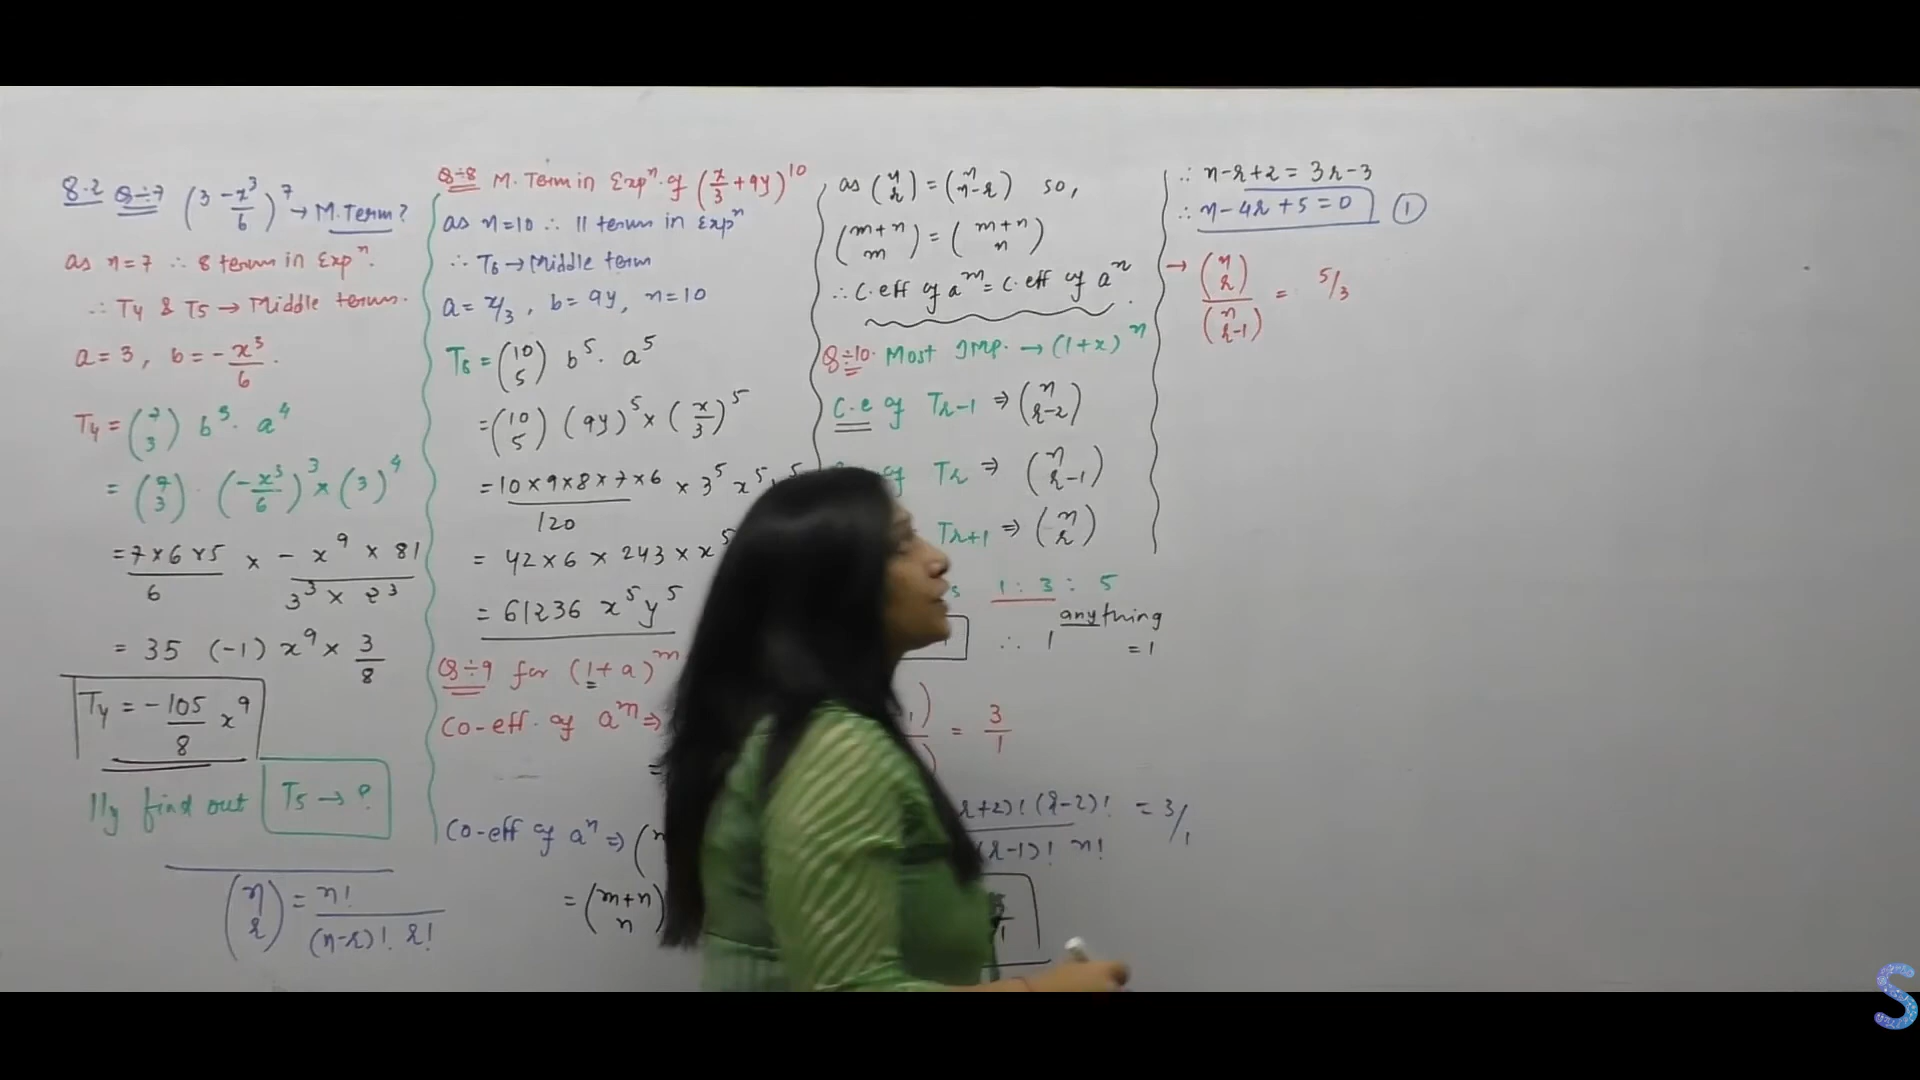 8.2 Q÷7 (3 - x³/6)⁷ → M.Term?
as n=7 ∴ 8 term in Expⁿ.
∴ T4 & T5 → Middle terms.
a = 3, b = - x³/6.
T4 = (7 3) b³. a⁴
= (7 3) . (-x³/6)³ × (3)⁴
= 7×6×5/6 × - x⁹ × 81/3³ × 2³
= 35 (-1) x⁹ × 3/8
T4 = - 105/8 x⁹
lly find out T5 → ?
(n r) = n!/(n-r)! r!
Q÷8 M. Term in Expⁿ. of (x/3 + 9y)¹⁰
as n=10 ∴ 11 term in Expⁿ
∴ T6 → Middle term
a = x/3, b = 9y, n=10
T6 = (10 5) b⁵. a⁵
= (10 5) (9y)⁵ × (x/3)⁵
= 10×9×8×7×6/120 × 3⁵ x⁵
= 42×6 × 243 × x⁵
= 61236 x⁵y⁵
Q÷9 for (1+a)ᵐ
Co-eff. of aᵐ ⇒
=
Co-eff of aⁿ ⇒
= (m+n n)
as (n r) = (n n-r) so,
(m+n m) = (m+n n)
∴ C.eff of aᵐ = C.eff of aⁿ.
Q÷10. Most Imp. → (1+x)ⁿ
C.e of Tr-1 ⇒ (n r-2)
of Tr ⇒ (n r-1)
Tr+1 ⇒ (n r)
1 : 3 : 5
anything
∴ 1 = 1
= 3/1
r+2)! (r-2)! = 3/1
(r-1)! n!
∴ n-r+2 = 3r-3
∴ n-4r+5 = 0 ①
→ (n r)/(n r-1) = 5/3
S